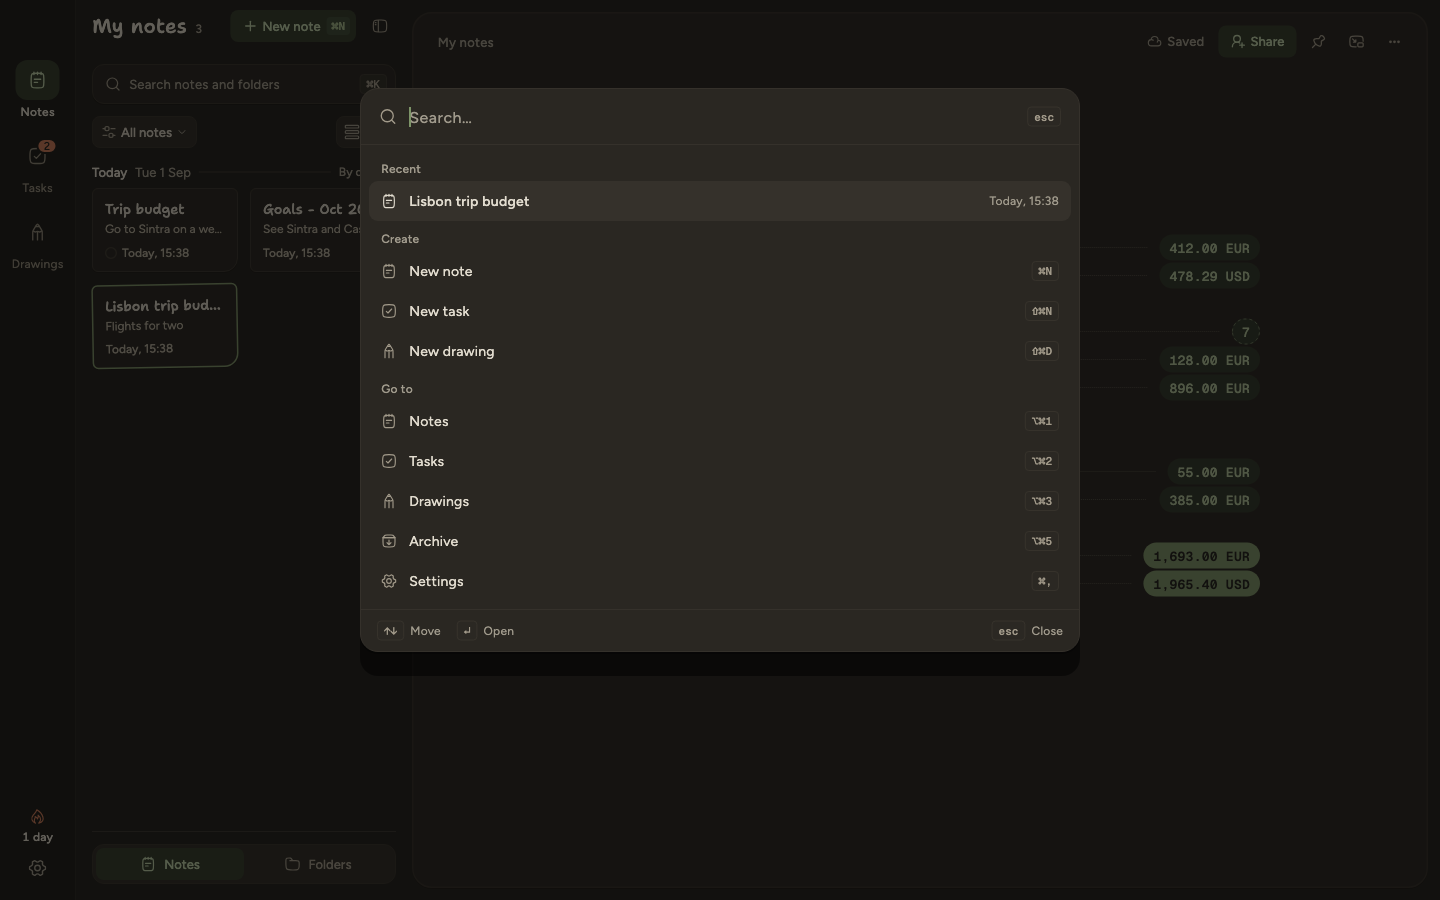 My notes 3
+ New note ⌘N
Search notes and folders ⌘K
All notes
Today Tue 1 Sep
Trip budget
Go to Sintra on a we...
Today, 15:38
Goals - Oct
Today, 15:38
Lisbon trip bud...
Flights for two
Today, 15:38
Notes
2
Tasks
Drawings
1 day
Notes
Folders
My notes
Saved
Share
412.00 EUR
478.29 USD
7
128.00 EUR
896.00 EUR
55.00 EUR
385.00 EUR
1,693.00 EUR
1,965.40 USD
Search...
esc
Recent
Lisbon trip budget Today, 15:38
Create
New note ⌘N
New task ⇧⌘N
New drawing ⇧⌘D
Go to
Notes ⌥⌘1
Tasks ⌥⌘2
Drawings ⌥⌘3
Archive ⌥⌘5
Settings ⌘,
↑↓ Move ↵ Open esc Close